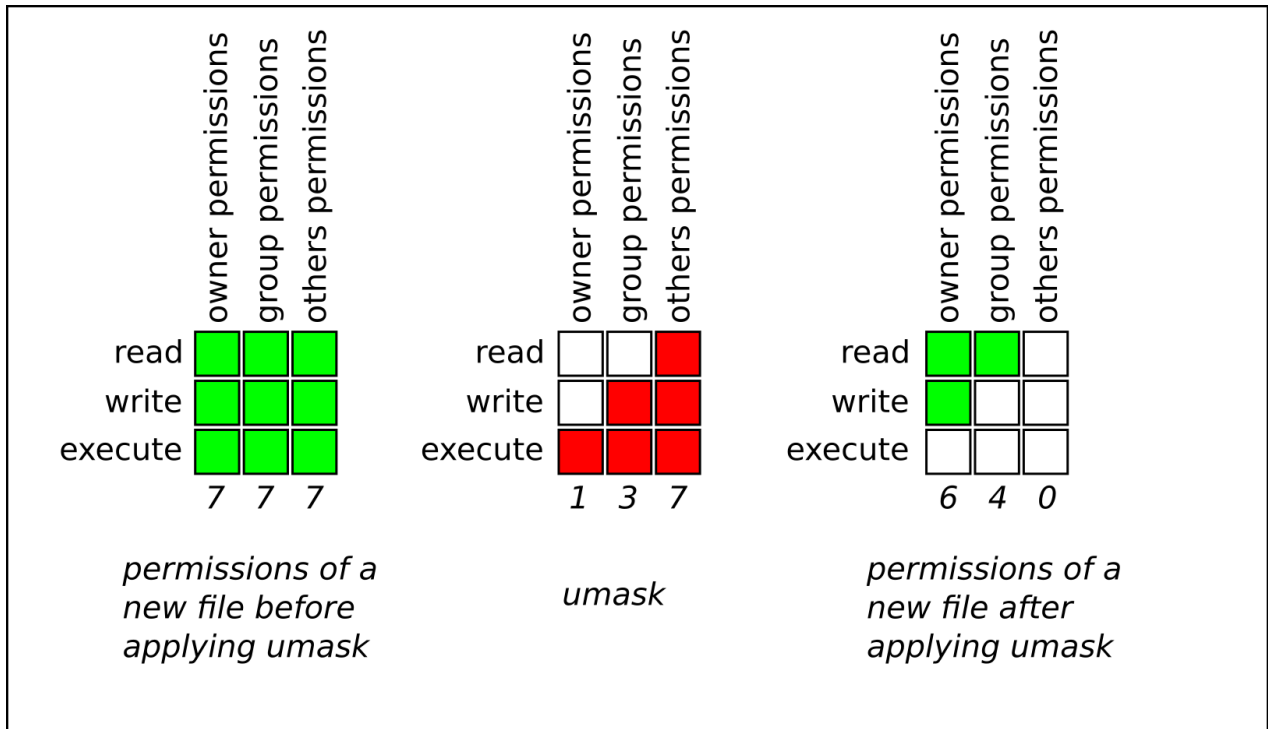 owner permissions
group permissions
others permissions
read
write
execute
7 7 7
permissions of a
new file before
applying umask
owner permissions
group permissions
others permissions
read
write
execute
1 3 7
umask
owner permissions
group permissions
others permissions
read
write
execute
6 4 0
permissions of a
new file after
applying umask